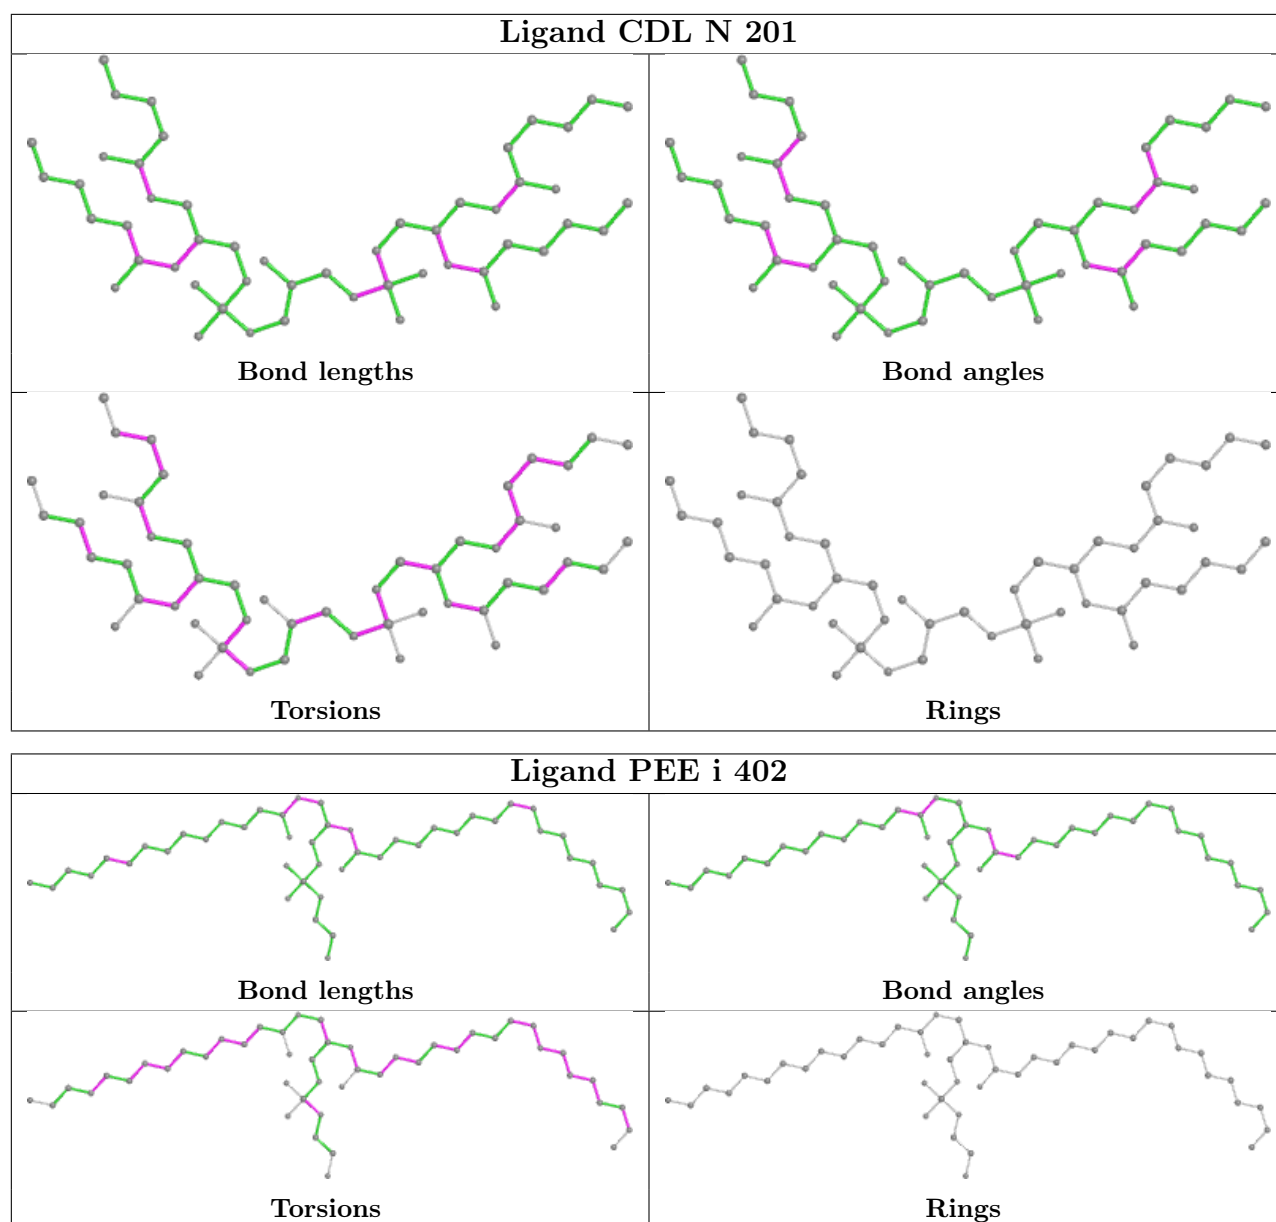 Ligand CDL N 201
Bond lengths
Bond angles
Torsions
Rings
Ligand PEE i 402
Bond lengths
Bond angles
Torsions
Rings